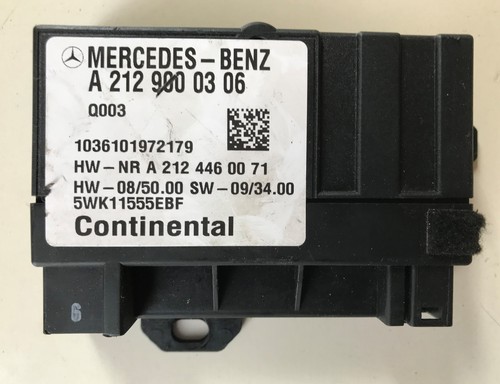 MERCEDES-BENZ
A 212 900 03 06
Q003
1036101972179
HW-NR A 212 446 00 71
HW-08/50.00 SW-09/34.00
5WK11555EBF
Continental
6